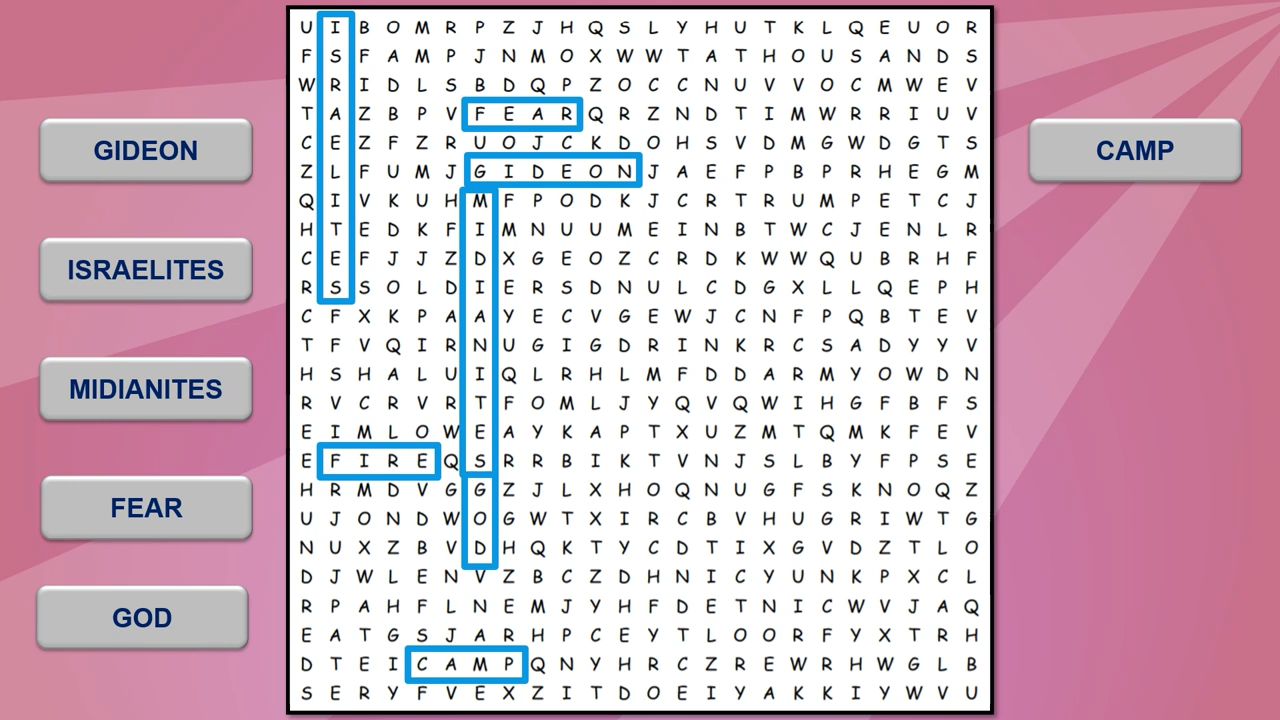 GIDEON
ISRAELITES
MIDIANITES
FEAR
GOD
U I B O M R P Z J H Q S L Y H U T K L Q E U O R
F S F A M P J N M O X W W T A T H O U S A N D S
W R I D L S B D Q P Z O C C N U V V O C M W E V
T A Z B P V F E A R Q R Z N D T I M W R R I U V
C E Z F Z R U O J C K D O H S V D M G W D G T S
Z L F U M J G I D E O N J A E F P B P R H E G M
Q I V K U H M F P O D K J C R T R U M P E T C J
H T E D K F I M N U U M E I N B T W C J E N L R
C E F J J Z D X G E O Z C R D K W W Q U B R H F
R S S O L D I E R S D N U L C D G X L L Q E P H
C F X K P A A Y E C V G E W J C N F P Q B T E V
T F V Q I R N U G I G D R I N K R C S A D Y Y V
H S H A L U I Q L R H L M F D D A R M Y O W D N
R V C R V R T F O M L J Y Q V Q W I H G F B F S
E I M L O W E A Y K A P T X U Z M T Q M K F E V
E F I R E Q S R R B I K T V N J S L B Y F P S E
H R M D V G G Z J L X H O Q N U G F S K N O Q Z
U J O N D W O G W T X I R C B V H U G R I W T G
N U X Z B V D H Q K T Y C D T I X G V D Z T L O
D J W L E N V Z B C Z D H N I C Y U N K P X C L
R P A H F L N E M J Y H F D E T N I C W V J A Q
E A T G S J A R H P C E Y T L O O R F Y X T R H
D T E I C A M P Q N Y H R C Z R E W R H W G L B
S E R Y F V E X Z I T D O E I Y A K K I Y W V U
CAMP